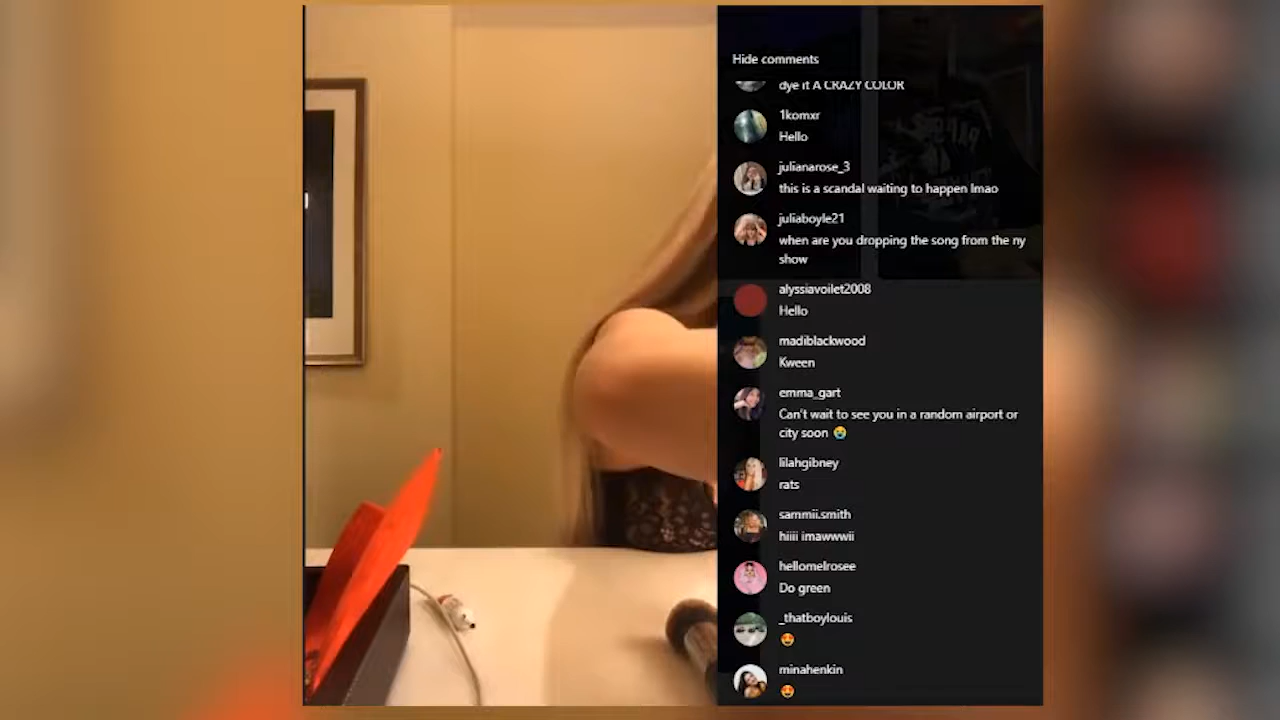 Hide comments
dye it A CRAZY COLOR
1komxr
Hello
julianarose_3
this is a scandal waiting to happen lmao
juliaboyle21
when are you dropping the song from the ny
show
alyssiavoilet2008
Hello
madiblackwood
Kween
emma_gart
Can't wait to see you in a random airport or
city soon 😭
lilahgibney
rats
sammii.smith
hiiii imawwwii
hellomelrosee
Do green
_thatboylouis
😍
minahenkin
😍